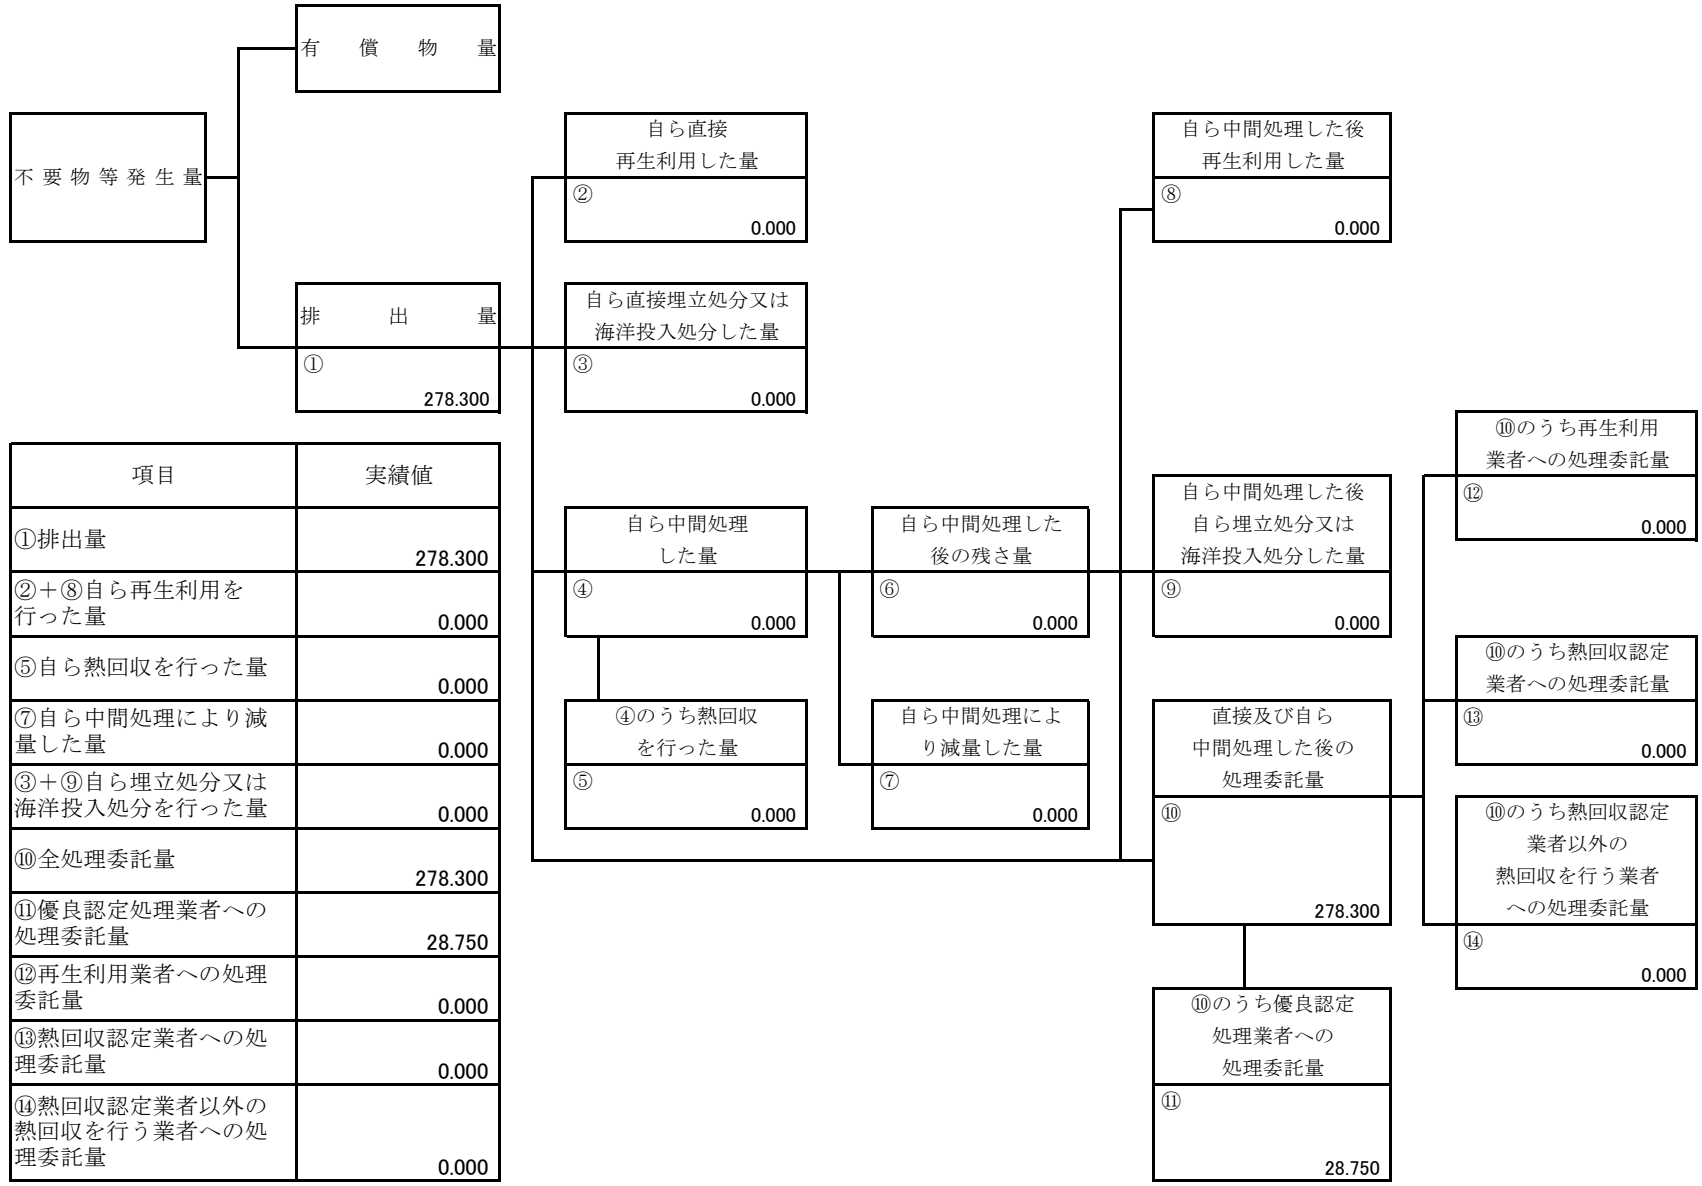 有償物量
不要物等発生量
自ら直接
再生利用した量
②
0.000
自ら中間処理した後
再生利用した量
⑧
0.000
排出量
①
278.300
自ら直接埋立処分又は
海洋投入処分した量
③
0.000
項目 実績値
①排出量
278.300
②＋⑧自ら再生利用を
行った量
0.000
⑤自ら熱回収を行った量
0.000
⑦自ら中間処理により減
量した量
0.000
③＋⑨自ら埋立処分又は
海洋投入処分を行った量
0.000
⑩全処理委託量
278.300
⑪優良認定処理業者への
処理委託量
28.750
⑫再生利用業者への処理
委託量
0.000
⑬熱回収認定業者への処
理委託量
0.000
⑭熱回収認定業者以外の
熱回収を行う業者への処
理委託量
0.000
自ら中間処理
した量
④
0.000
④のうち熱回収
を行った量
⑤
0.000
自ら中間処理した
後の残さ量
⑥
0.000
自ら中間処理によ
り減量した量
⑦
0.000
自ら中間処理した後
自ら埋立処分又は
海洋投入処分した量
⑨
0.000
直接及び自ら
中間処理した後の
処理委託量
⑩
278.300
⑩のうち優良認定
処理業者への
処理委託量
⑪
28.750
⑩のうち再生利用
業者への処理委託量
⑫
0.000
⑩のうち熱回収認定
業者への処理委託量
⑬
0.000
⑩のうち熱回収認定
業者以外の
熱回収を行う業者
への処理委託量
⑭
0.000